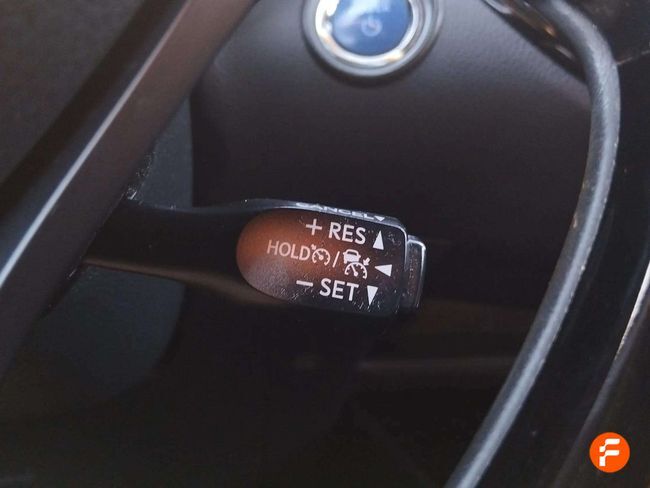 CANCEL
+ RES ▲
HOLD / ◀
− SET ▼